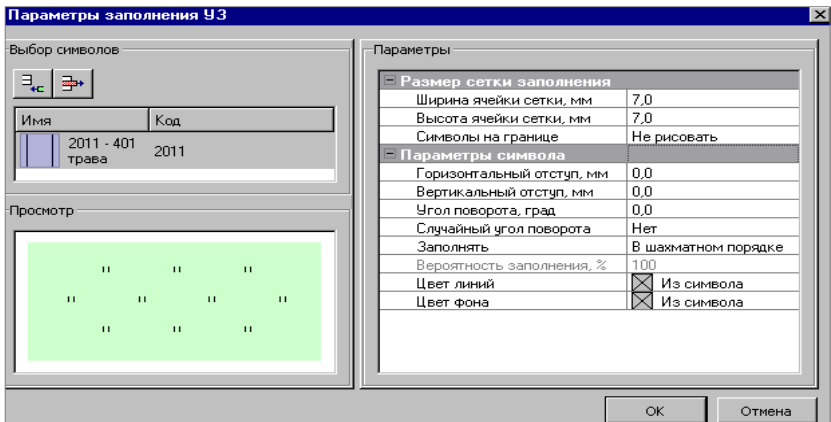 Параметры заполнения УЗ
Выбор символов
Имя Код
2011 - 401
трава
2011
Просмотр
Параметры
Размер сетки заполнения
Ширина ячейки сетки, мм 7,0
Высота ячейки сетки, мм 7,0
Символы на границе Не рисовать
Параметры символа
Горизонтальный отступ, мм 0,0
Вертикальный отступ, мм 0,0
Угол поворота, град 0,0
Случайный угол поворота Нет
Заполнять В шахматном порядке
Вероятность заполнения, % 100
Цвет линий Из символа
Цвет фона Из символа
OK Отмена